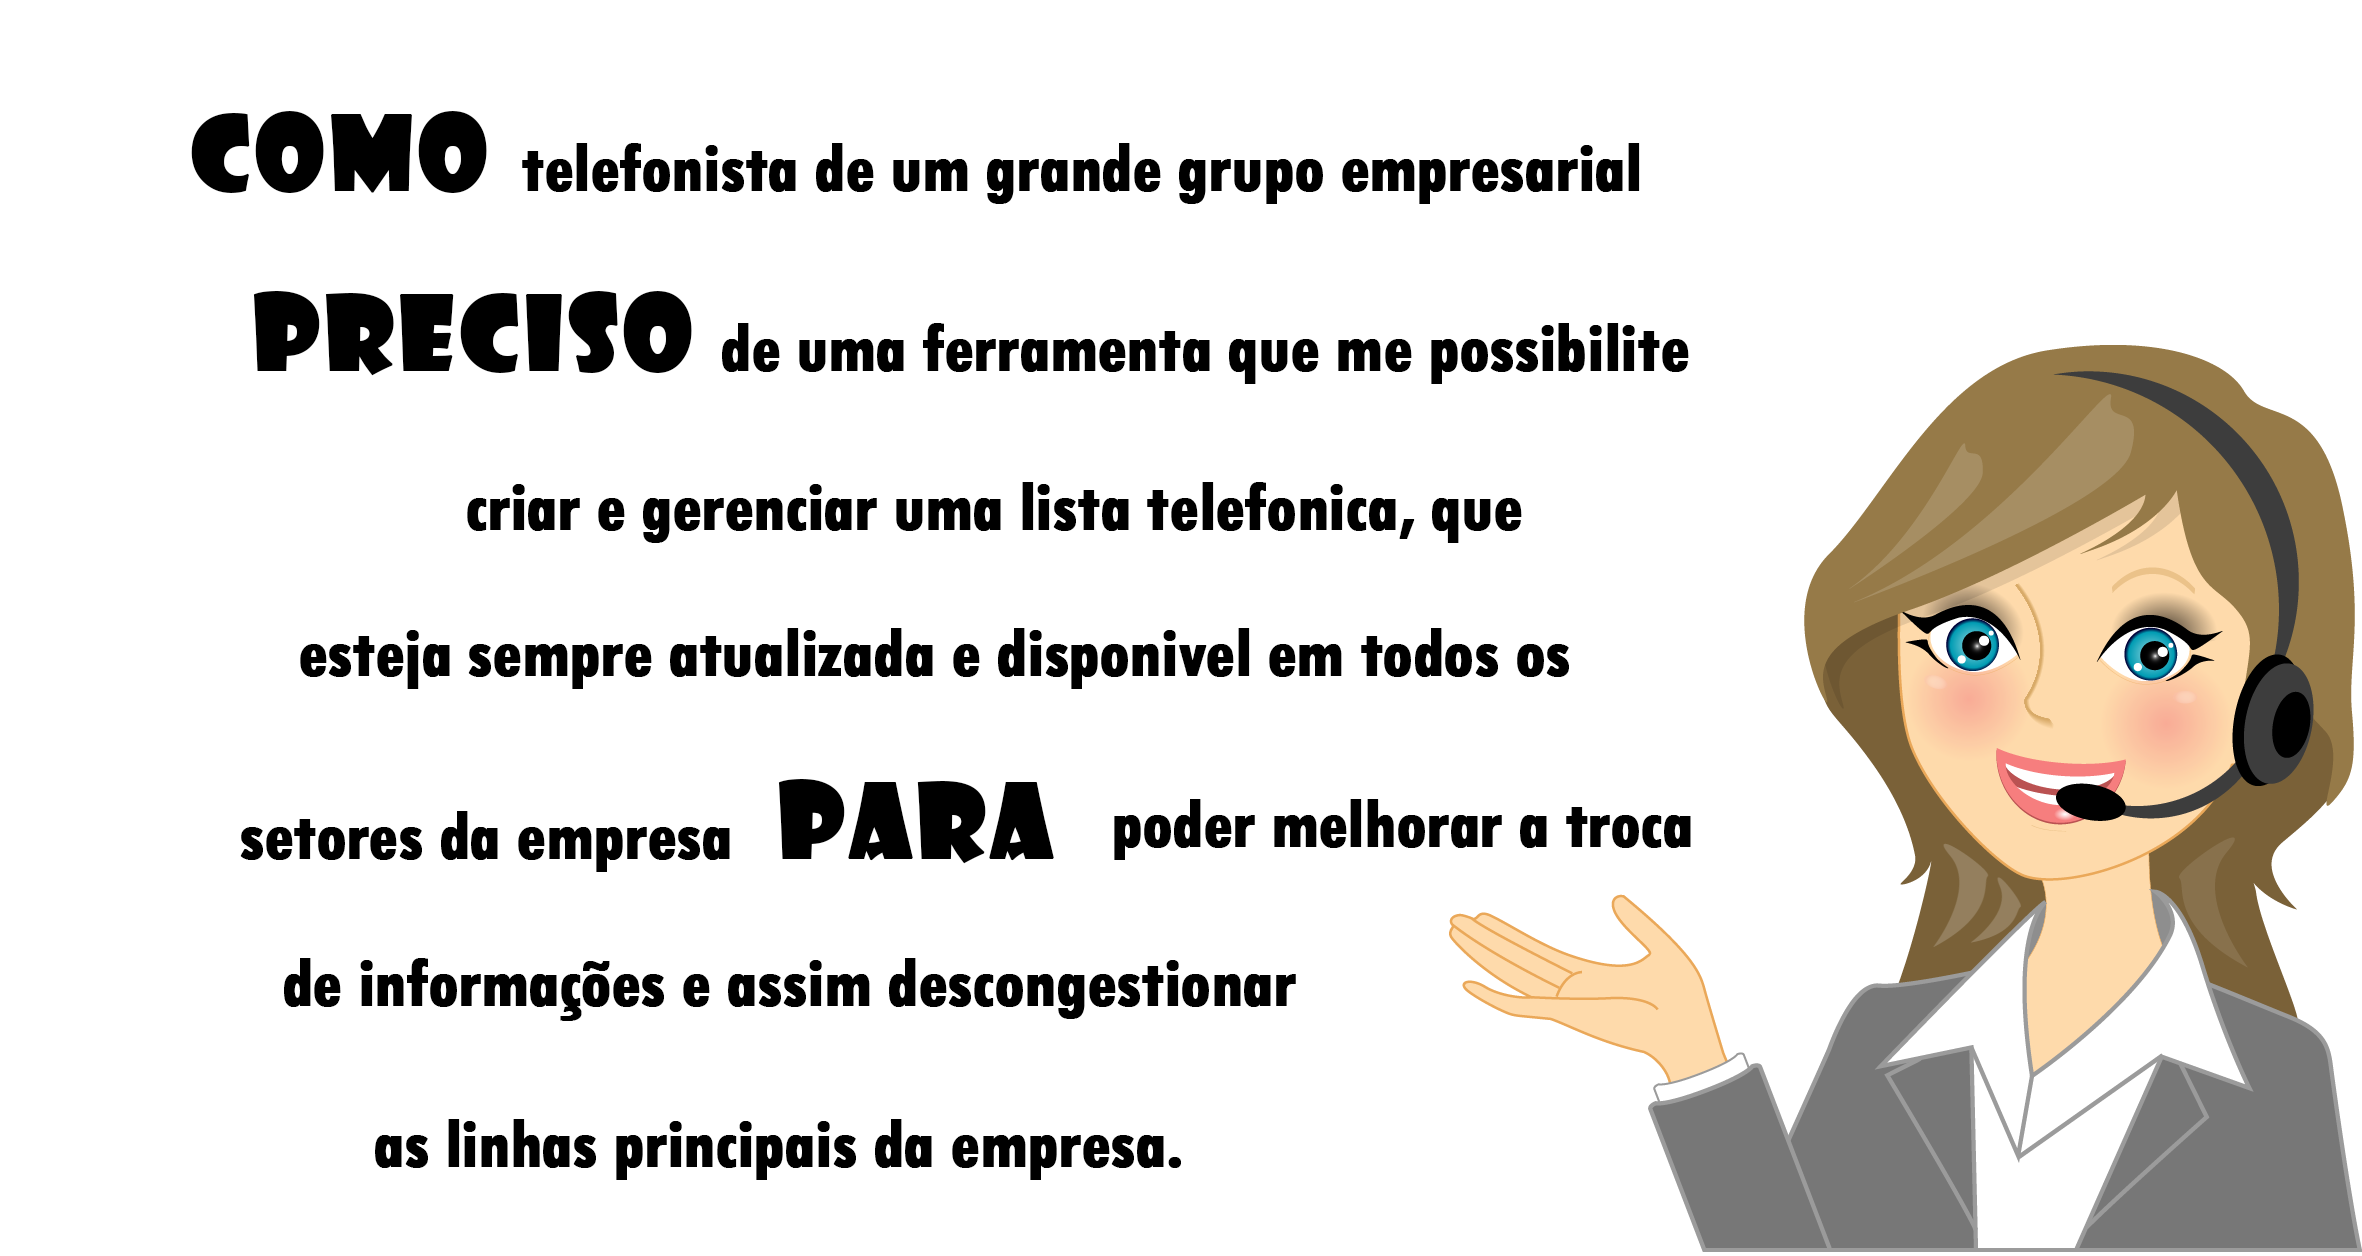 COMO telefonista de um grande grupo empresarial
PRECISO de uma ferramenta que me possibilite
criar e gerenciar uma lista telefonica, que
esteja sempre atualizada e disponivel em todos os
setores da empresa PARA poder melhorar a troca
de informações e assim descongestionar
as linhas principais da empresa.